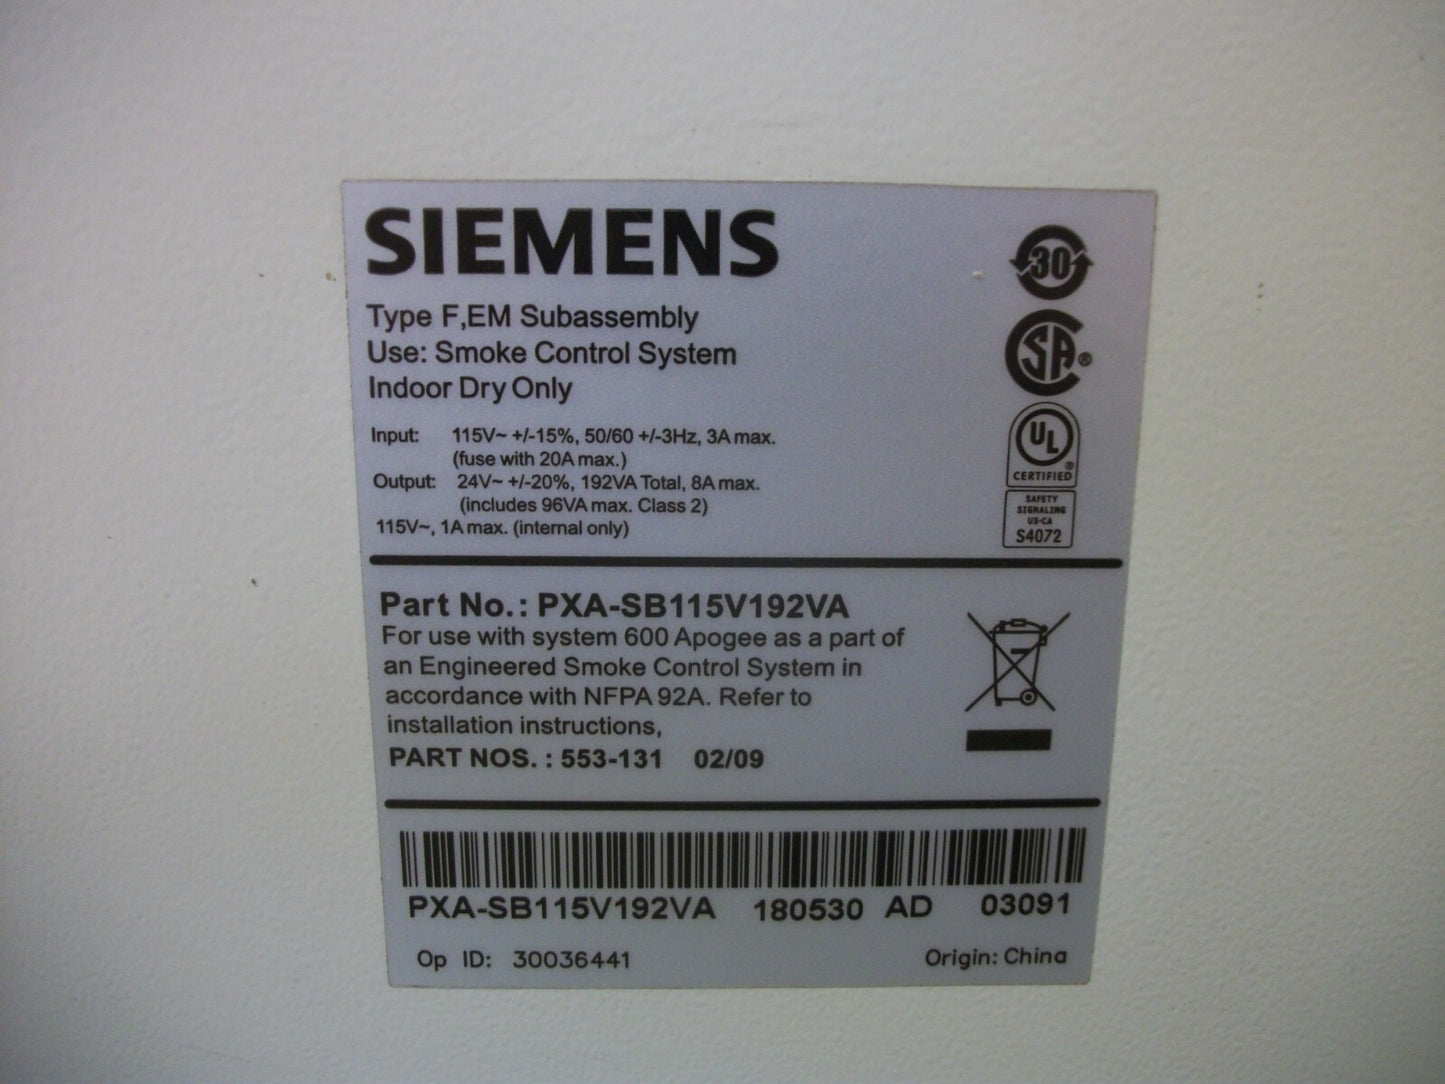 SIEMENS
30
Type F,EM Subassembly
Use: Smoke Control System
Indoor Dry Only
SA®
Input: 115V~ +/-15%, 50/60 +/-3Hz, 3A max.
(fuse with 20A max.)
Output: 24V~ +/-20%, 192VA Total, 8A max.
(includes 96VA max. Class 2)
115V~, 1A max. (internal only)
UL
®
CERTIFIED
SAFETY
SIGNALING
US-CA
S4072
Part No.: PXA-SB115V192VA
For use with system 600 Apogee as a part of
an Engineered Smoke Control System in
accordance with NFPA 92A. Refer to
installation instructions,
PART NOS. : 553-131 02/09
PXA-SB115V192VA 180530 AD 03091
Op ID: 30036441 Origin: China